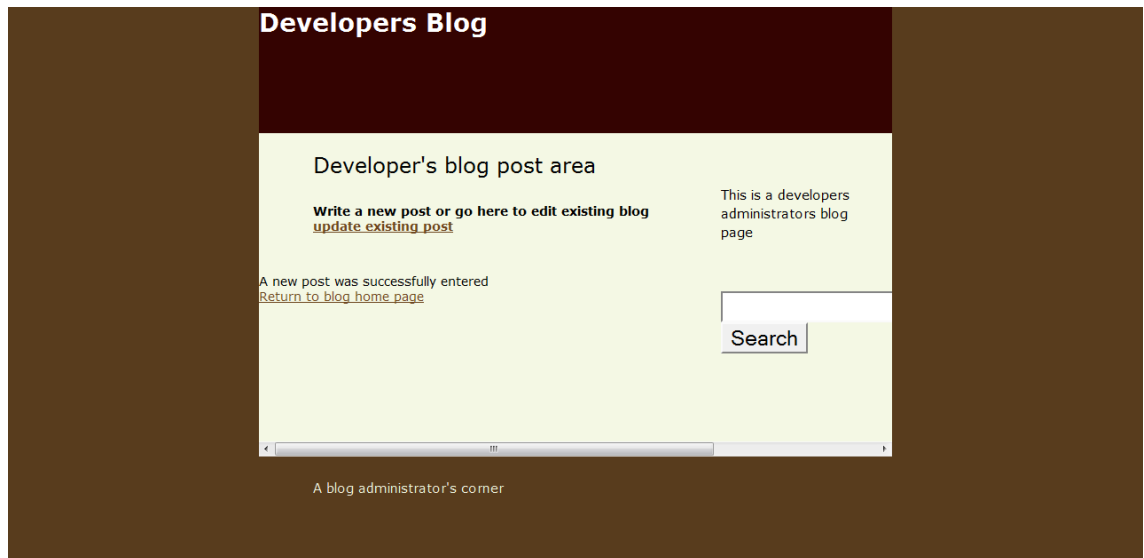 Developers Blog
Developer's blog post area
Write a new post or go here to edit existing blog
update existing post
A new post was successfully entered
Return to blog home page
This is a developers
administrators blog
page
Search
A blog administrator's corner